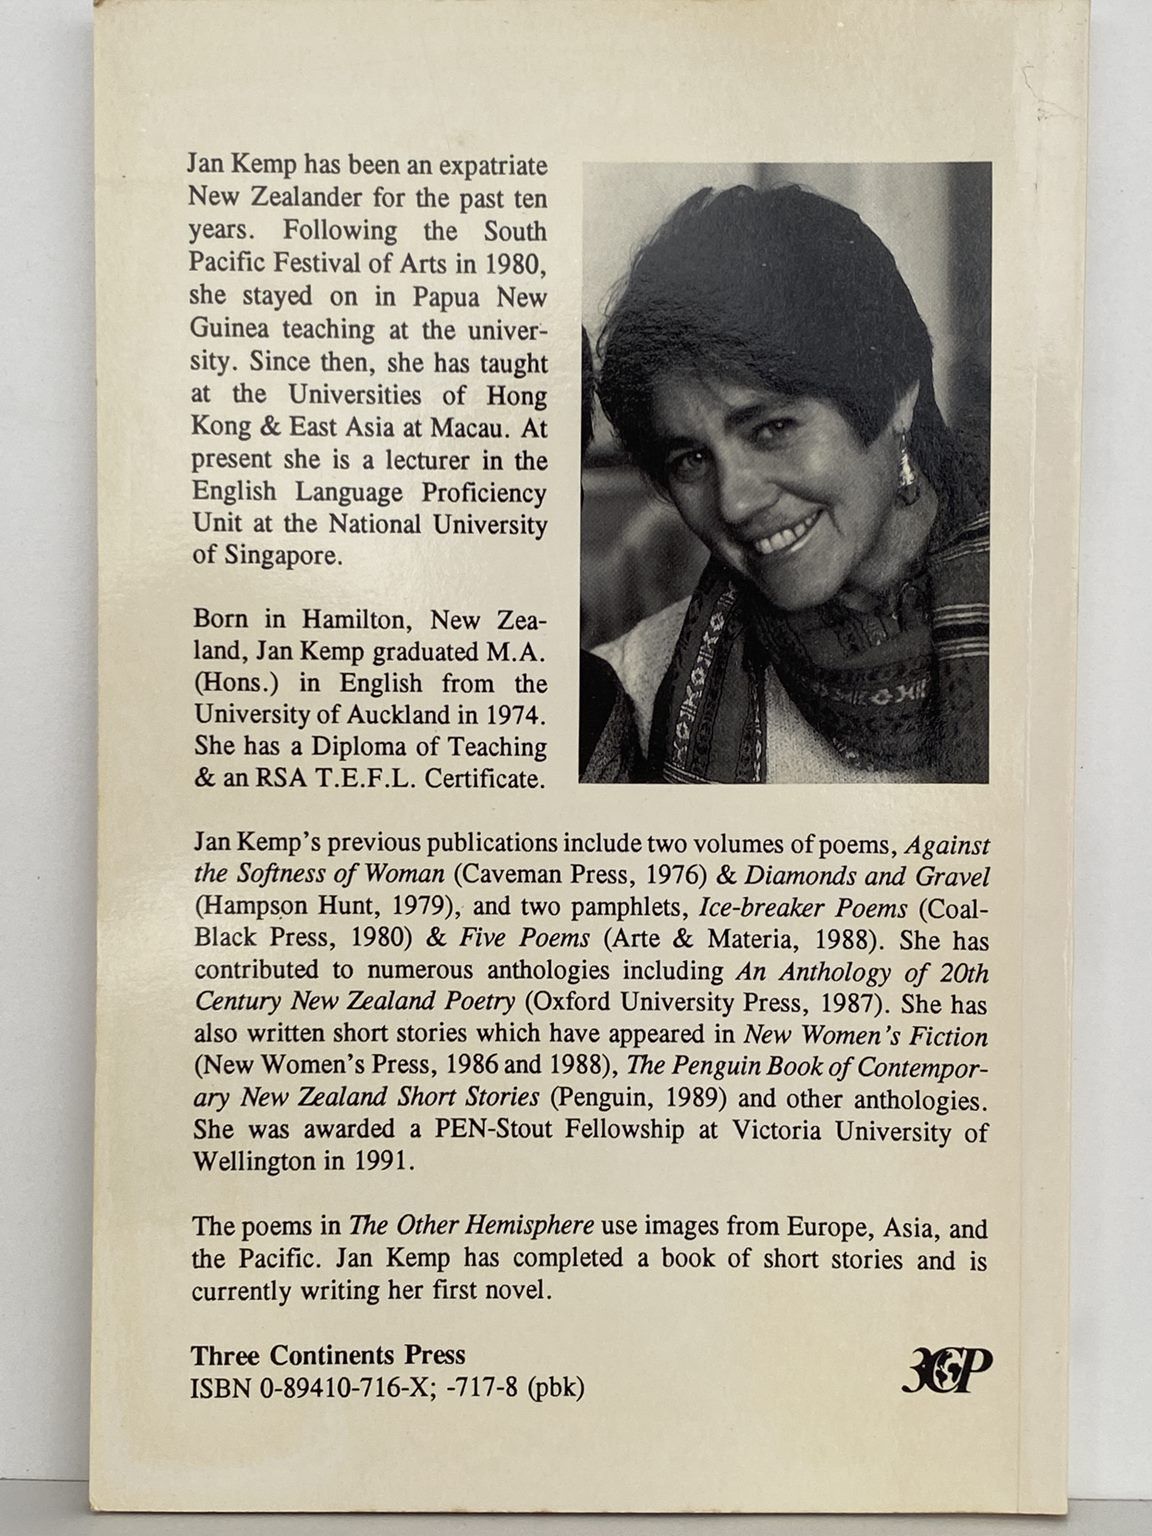 Jan Kemp has been an expatriate
New Zealander for the past ten
years. Following the South
Pacific Festival of Arts in 1980,
she stayed on in Papua New
Guinea teaching at the univer-
sity. Since then, she has taught
at the Universities of Hong
Kong & East Asia at Macau. At
present she is a lecturer in the
English Language Proficiency
Unit at the National University
of Singapore.
Born in Hamilton, New Zea-
land, Jan Kemp graduated M.A.
(Hons.) in English from the
University of Auckland in 1974.
She has a Diploma of Teaching
& an RSA T.E.F.L. Certificate.
Jan Kemp's previous publications include two volumes of poems, Against
the Softness of Woman (Caveman Press, 1976) & Diamonds and Gravel
(Hampson Hunt, 1979), and two pamphlets, Ice-breaker Poems (Coal-
Black Press, 1980) & Five Poems (Arte & Materia, 1988). She has
contributed to numerous anthologies including An Anthology of 20th
Century New Zealand Poetry (Oxford University Press, 1987). She has
also written short stories which have appeared in New Women's Fiction
(New Women's Press, 1986 and 1988), The Penguin Book of Contempor-
ary New Zealand Short Stories (Penguin, 1989) and other anthologies.
She was awarded a PEN-Stout Fellowship at Victoria University of
Wellington in 1991.
The poems in The Other Hemisphere use images from Europe, Asia, and
the Pacific. Jan Kemp has completed a book of short stories and is
currently writing her first novel.
Three Continents Press
ISBN 0-89410-716-X; -717-8 (pbk)
3CP